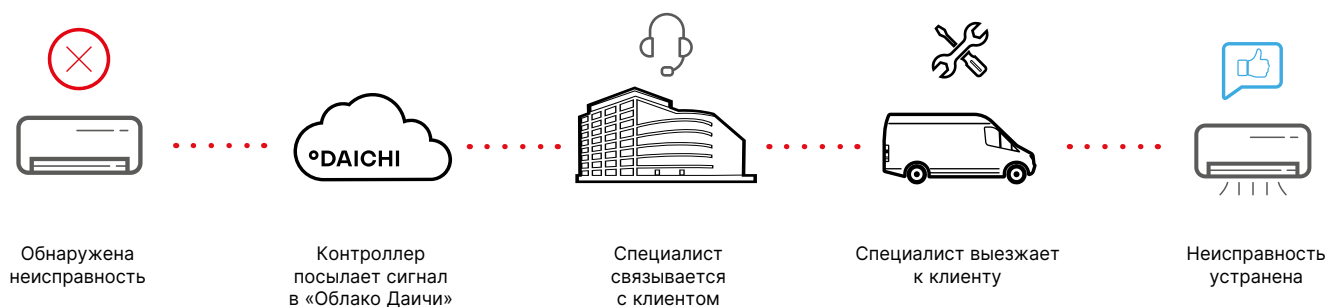 °DAICHI
Обнаружена
неисправность
Контроллер
посылает сигнал
в «Облако Даичи»
Специалист
связывается
с клиентом
Специалист выезжает
к клиенту
Неисправность
устранена